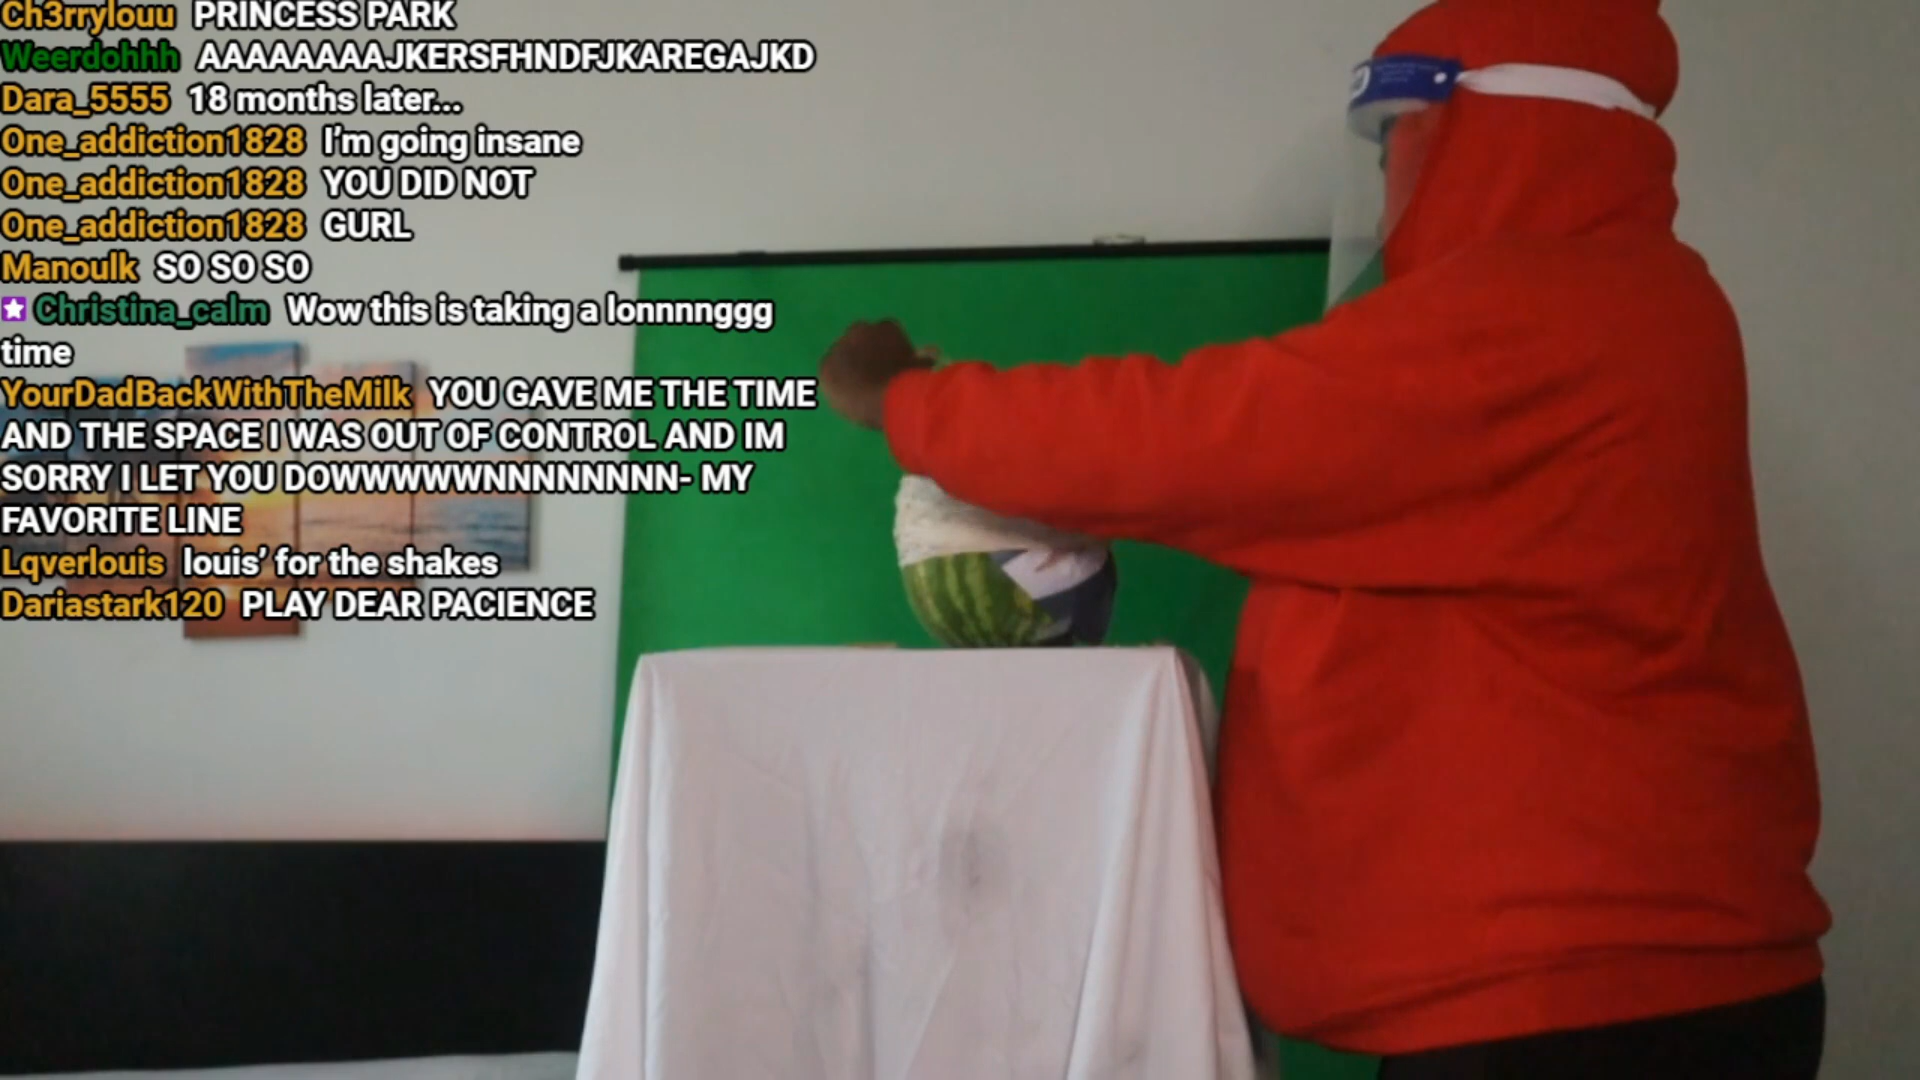 Ch3rrylouu PRINCESS PARK
Weerdohhh AAAAAAAAJKERSFHNDFJKAREGAJKD
Dara_5555 18 months later...
One_addiction1828 I'm going insane
One_addiction1828 YOU DID NOT
One_addiction1828 GURL
Manoulk SO SO SO
Christina_calm Wow this is taking a lonnnnggg
time
YourDadBackWithTheMilk YOU GAVE ME THE TIME
AND THE SPACE I WAS OUT OF CONTROL AND IM
SORRY I LET YOU DOWWWWWNNNNNNNN- MY
FAVORITE LINE
Lqverlouis louis' for the shakes
Dariastark120 PLAY DEAR PACIENCE